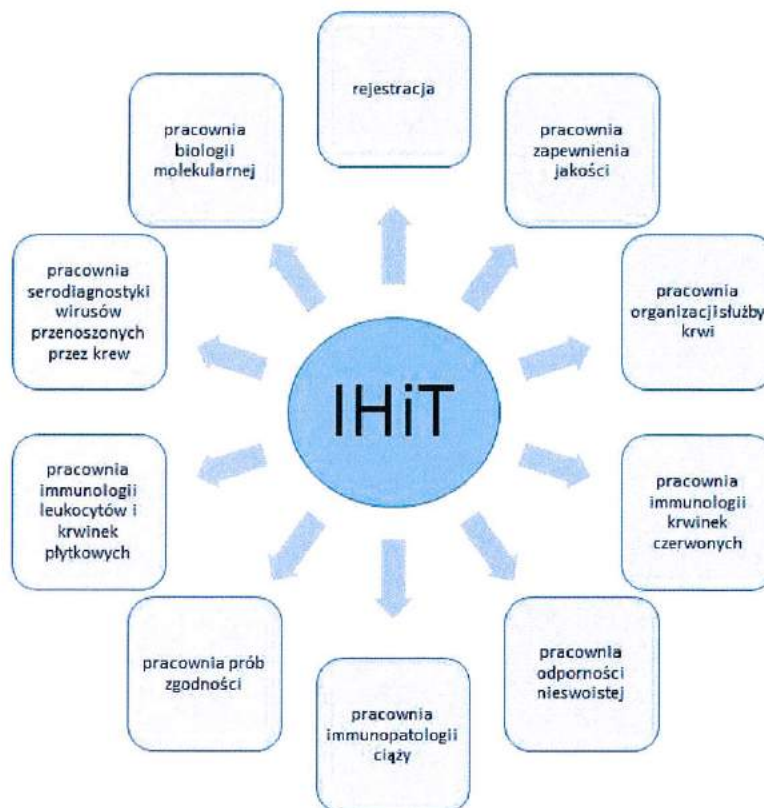 rejestracja
pracownia
zapewnienia
jakości
pracownia
organizacji służby
krwi
pracownia
immunologii
krwinek
czerwonych
pracownia
odporności
nieswoistej
pracownia
immunopatologii
ciąży
pracownia prób
zgodności
pracownia
immunologii
leukocytów i
krwinek
płytkowych
pracownia
serodiagnostyki
wirusów
przenoszonych
przez krew
pracownia
biologii
molekularnej
IHiT